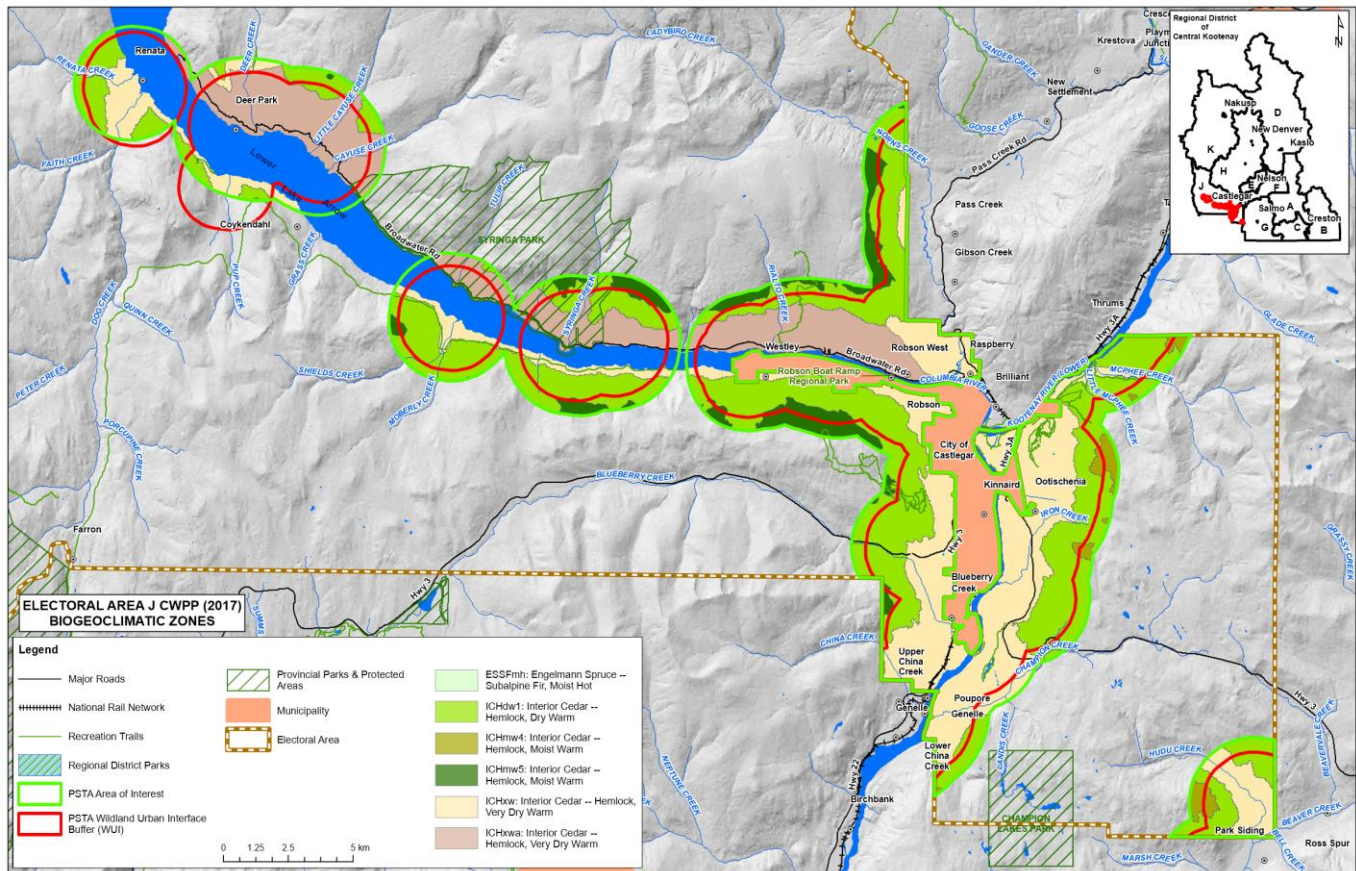 Regional District
of
Central Kootenay
N
Nakusp
D
New Denver
Kaslo
K
H
Nelson
E
F
J
Castlegar
Salmo
A
Creston
G
C
B
Renata
RENATA CREEK
DEER CREEK
Deer Park
LITTLE CAYUSE CREEK
CAYUSE CREEK
LADYBIRD CREEK
GANDER CREEK
Krestova
Playm
Junctio
New
Settlement
GOOSE CREEK
NORNS CREEK
Pass Creek Rd
FAITH CREEK
Lower
Arrow
Lake
TULIP CREEK
SYRINGA PARK
Broadwater Rd
Coykendahl
GRASS CREEK
PUP CREEK
DOG CREEK
QUINN CREEK
PETER CREEK
SHIELDS CREEK
PORCUPINE CREEK
MOBERLY CREEK
SYRINGA CREEK
RIALTO CREEK
Pass Creek
Gibson Creek
Thrums
Hwy 3A
GLADE CREEK
Westley
Broadwater Rds
Robson West
Raspberry
Robson Boat Ramp
Regional Park
COLUMBIA RIVER
Brilliant
KOOTENAY RIVER (LOWER)
MCPHEE CREEK
LITTLE MCPHEE CREEK
Robson
City of
Castlegar
Hwy 3A
Kinnaird
Ootischenia
IRON CREEK
BLUEBERRY CREEK
Hwy 3
Blueberry
Creek
GRASSY CREEK
Farron
Hwy 3
CHINA CREEK
Upper
China
Creek
CHAMPION CREEK
Genelle
Poupore
Genelle
Lower
China
Creek
LANDIS CREEK
Hwy 3
HUDU CREEK
BEAVERVALE CREEK
Hwy 22
Birchbank
NEPTUNE CREEK
CHAMPION
LAKES PARK
Park Siding
BEAVER CREEK
BELL CREEK
MARSH CREEK
Ross Spur
ELECTORAL AREA J CWPP (2017)
BIOGEOCLIMATIC ZONES
Legend
Major Roads
National Rail Network
Recreation Trails
Regional District Parks
PSTA Area of Interest
PSTA Wildland Urban Interface
Buffer (WUI)
Provincial Parks & Protected
Areas
Municipality
Electoral Area
0 1.25 2.5 5 km
ESSFmh: Engelmann Spruce --
Subalpine Fir, Moist Hot
ICHdw1: Interior Cedar --
Hemlock, Dry Warm
ICHmw4: Interior Cedar --
Hemlock, Moist Warm
ICHmw5: Interior Cedar --
Hemlock, Moist Warm
ICHxw: Interior Cedar -- Hemlock,
Very Dry Warm
ICHxwa: Interior Cedar --
Hemlock, Very Dry Warm